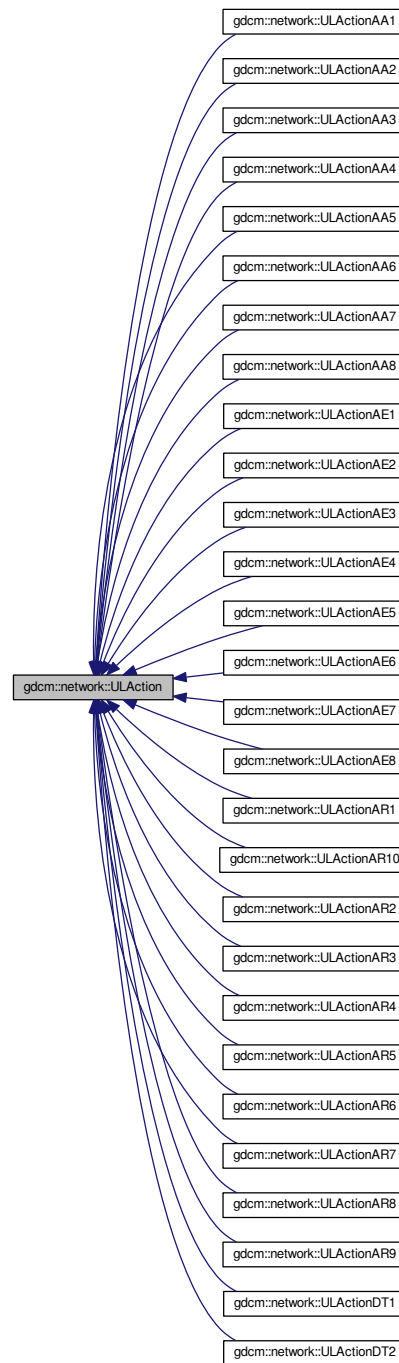 gdcm::network::ULActionAA1
gdcm::network::ULActionAA2
gdcm::network::ULActionAA3
gdcm::network::ULActionAA4
gdcm::network::ULActionAA5
gdcm::network::ULActionAA6
gdcm::network::ULActionAA7
gdcm::network::ULActionAA8
gdcm::network::ULActionAE1
gdcm::network::ULActionAE2
gdcm::network::ULActionAE3
gdcm::network::ULActionAE4
gdcm::network::ULActionAE5
gdcm::network::ULActionAE6
gdcm::network::ULAction
gdcm::network::ULActionAE7
gdcm::network::ULActionAE8
gdcm::network::ULActionAR1
gdcm::network::ULActionAR10
gdcm::network::ULActionAR2
gdcm::network::ULActionAR3
gdcm::network::ULActionAR4
gdcm::network::ULActionAR5
gdcm::network::ULActionAR6
gdcm::network::ULActionAR7
gdcm::network::ULActionAR8
gdcm::network::ULActionAR9
gdcm::network::ULActionDT1
gdcm::network::ULActionDT2